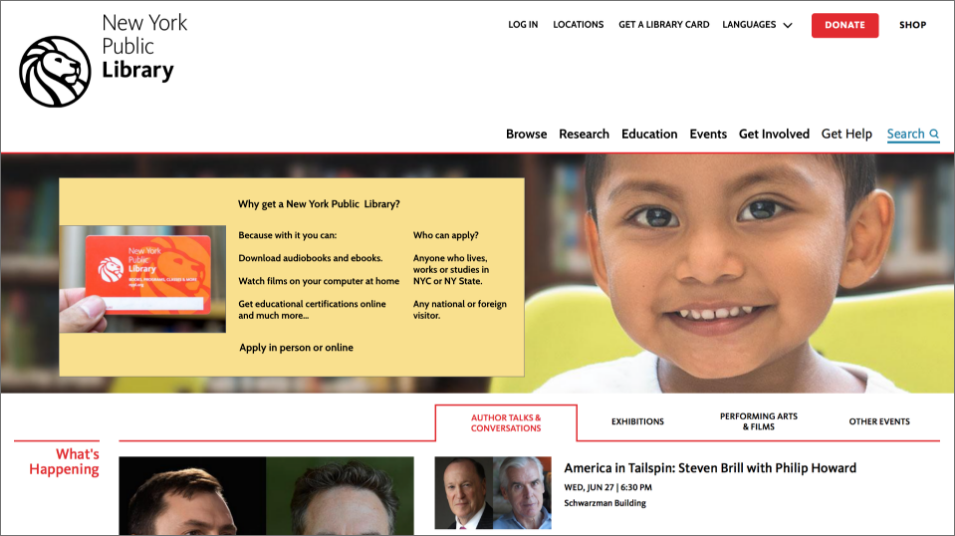 New York
Public
Library
LOG IN
LOCATIONS
GET A LIBRARY CARD
LANGUAGES
DONATE
SHOP
Browse
Research
Education
Events
Get Involved
Get Help
Search
Why get a New York Public  Library?
New York
Public
Library
Because with it you can:
Download audiobooks and ebooks.
Watch films on your computer at home
Get educational certifications online
and much more...
Who can apply?
Anyone who lives,
works or studies in
NYC or NY State.
Any national or foreign
visitor.
Apply in person or online
AUTHOR TALKS &
CONVERSATIONS
EXHIBITIONS
PERFORMING ARTS
& FILMS
OTHER EVENTS
What's
Happening
America in Tailspin: Steven Brill with Philip Howard
WED, JUN 27 | 6:30 PM
Schwarzman Building